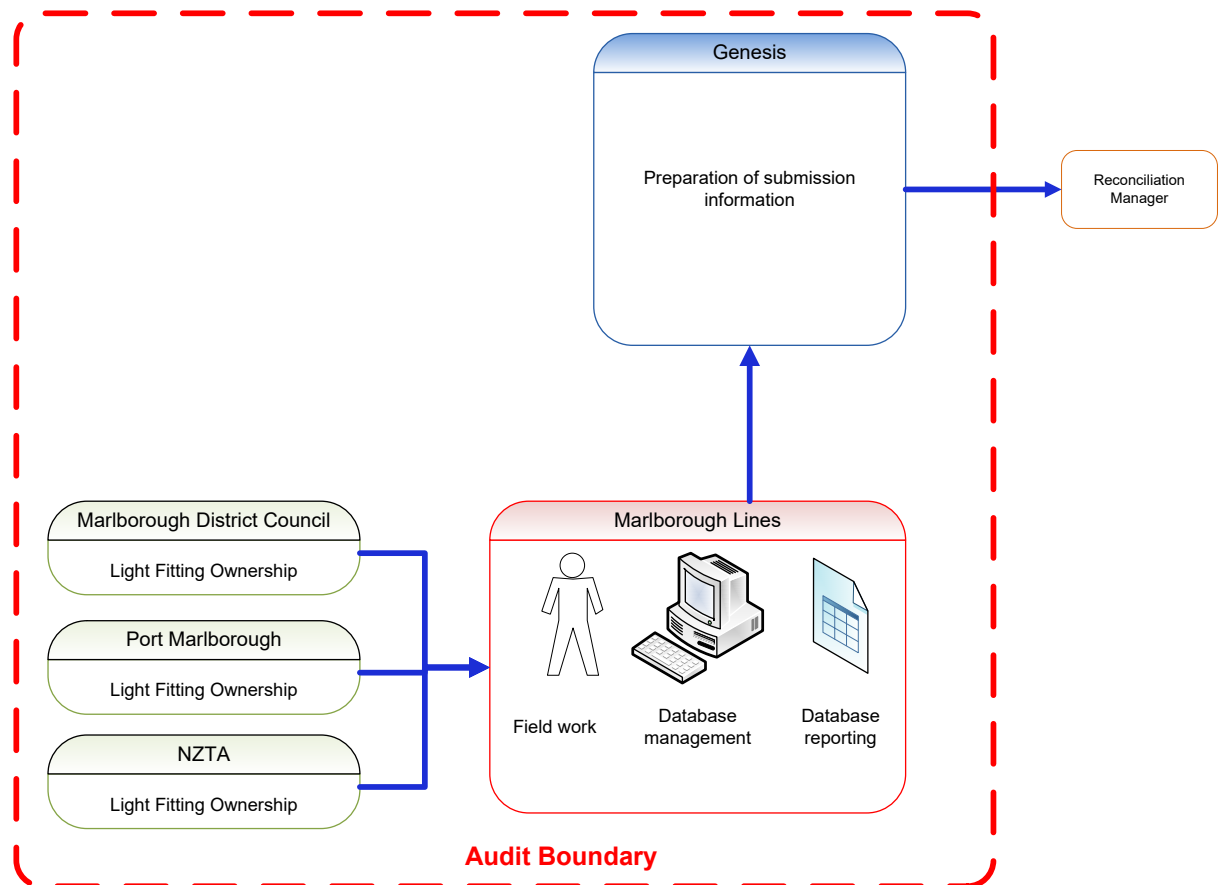 Genesis
Preparation of submission
information
Reconciliation
Manager
Marlborough District Council
Light Fitting Ownership
Port Marlborough
Light Fitting Ownership
NZTA
Light Fitting Ownership
Marlborough Lines
Field work
Database
management
Database
reporting
Audit Boundary